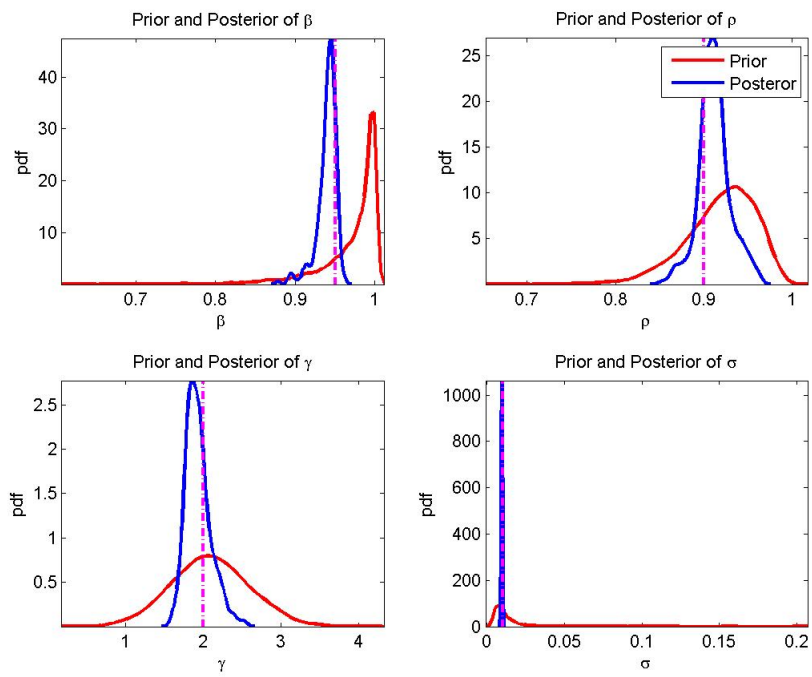 Prior and Posterior of β
40
30
20
10
pdf
0.7 0.8 0.9 1
β
Prior and Posterior of ρ
Prior
Posteror
25
20
15
10
5
pdf
0.7 0.8 0.9 1
ρ
Prior and Posterior of γ
2.5
2
1.5
1
0.5
pdf
1 2 3 4
γ
Prior and Posterior of σ
1000
800
600
400
200
0
pdf
0 0.05 0.1 0.15 0.2
σ